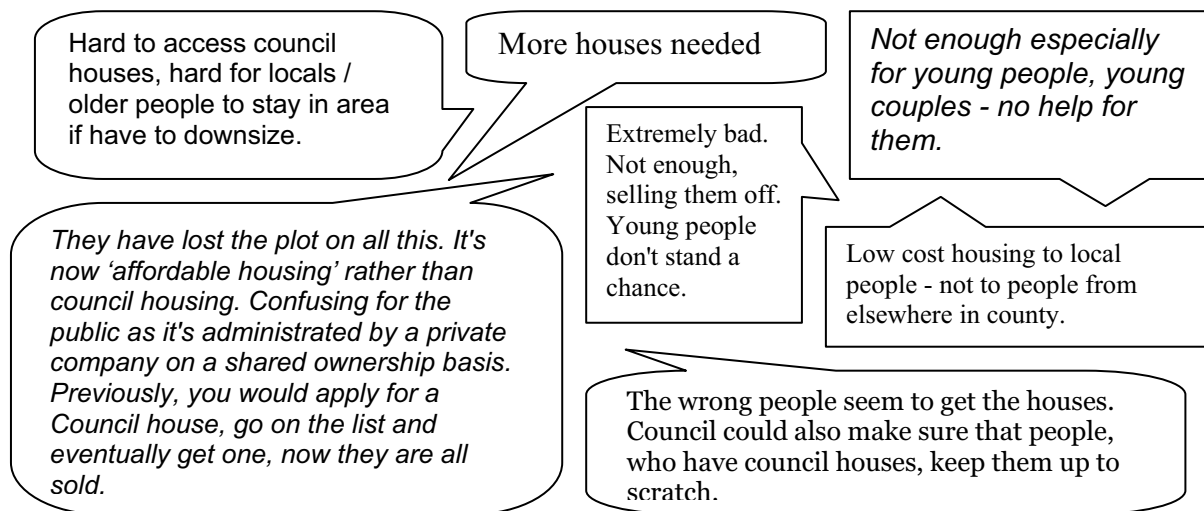 Hard to access council
houses, hard for locals /
older people to stay in area
if have to downsize.
More houses needed
Not enough especially
for young people, young
couples - no help for
them.
Extremely bad.
Not enough,
selling them off.
Young people
don't stand a
chance.
They have lost the plot on all this. It's
now ‘affordable housing’ rather than
council housing. Confusing for the
public as it's administrated by a private
company on a shared ownership basis.
Previously, you would apply for a
Council house, go on the list and
eventually get one, now they are all
sold.
Low cost housing to local
people - not to people from
elsewhere in county.
The wrong people seem to get the houses.
Council could also make sure that people,
who have council houses, keep them up to
scratch.